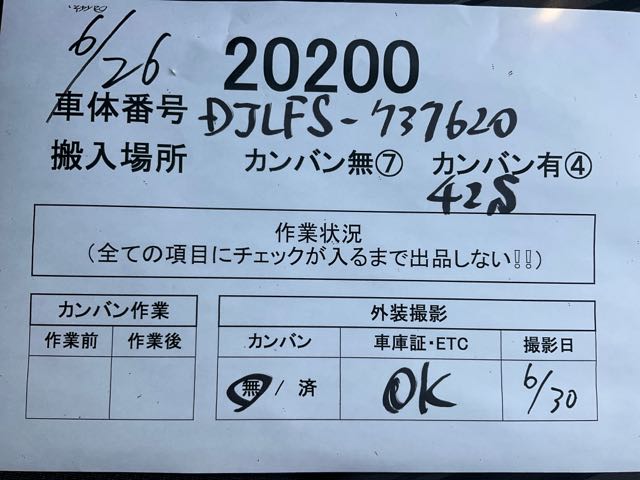 6/26
20200
車体番号 DJLFS-737620
搬入場所 カンバン無⑦ カンバン有④
42S
作業状況
(全ての項目にチェックが入るまで出品しない!!)
カンバン作業 外装撮影
作業前 作業後 カンバン 車庫証・ETC 撮影日
無 / 済 OK 6/30